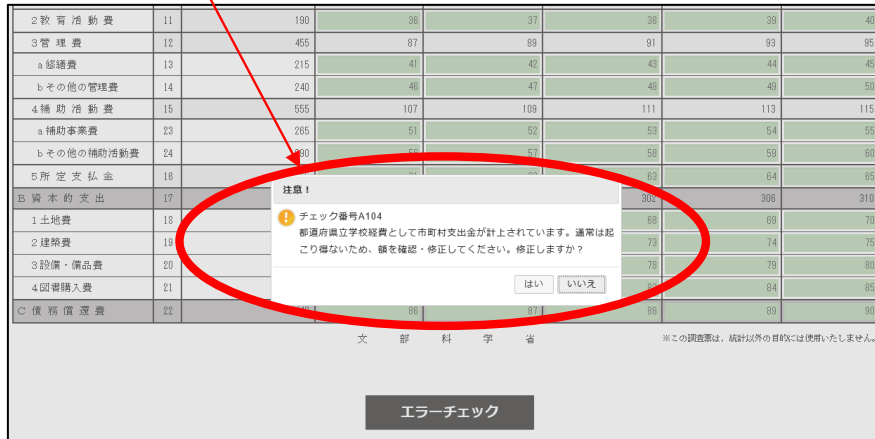 2教 育 活 動 費 11 190 36 37 38 39 40
3管 理 費 12 455 87 89 91 93 95
a修繕費 13 215 41 42 43 44 45
bその他の管理費 14 240 46 47 48 49 50
4補 助 活 動 費 15 555 107 109 111 113 115
a補助事業費 23 265 51 52 53 54 55
bその他の補助活動費 24 290 56 57 58 59 60
5所 定 支 払 金 16 63 64 65
B 資 本 的 支 出 17 302 306 310
1土地費 18 68 69 70
2建築費 19 73 74 75
3設備・備品費 20 78 79 80
4図書購入費 21 83 84 85
C 債 務 償 還 費 22 86 87 88 89 90
注意！
チェック番号A104
都道府県立学校経費として市町村支出金が計上されています。通常は起
こり得ないため、額を確認・修正してください。修正しますか？
はい いいえ
文 部 科 学 省 ※この調査票は、統計以外の目的には使用いたしません。
エラーチェック